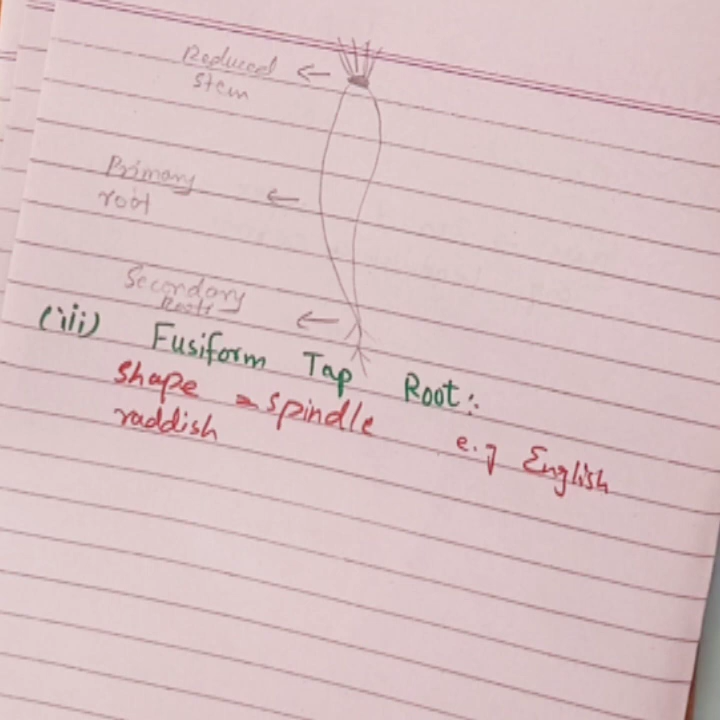 Reduced
stem
Primary
root
Secondary
Roots
(iii) Fusiform Tap Root:
shape = spindle e.g English
raddish